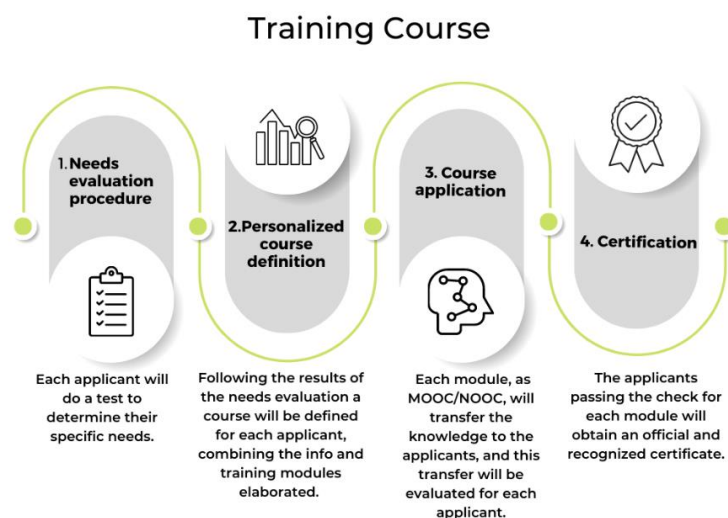 Training Course
1. Needs
evaluation
procedure
Each applicant will
do a test to
determine their
specific needs.
2.Personalized
course
definition
Following the results of
the needs evaluation a
course will be defined
for each applicant,
combining the info and
training modules
elaborated.
3. Course
application
Each module, as
MOOC/NOOC, will
transfer the
knowledge to the
applicants, and this
transfer will be
evaluated for each
applicant.
4. Certification
The applicants
passing the check for
each module will
obtain an official and
recognized certificate.